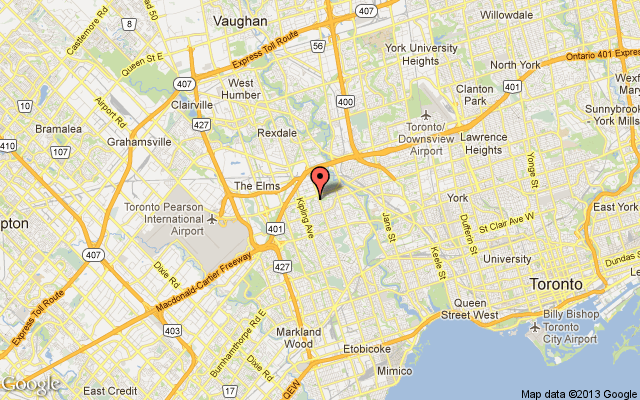 Willowdale
Castlemore Rd
Road 50
8
Vaughan
407
Express Toll Route
56
York University
Heights
Ontario 401 Express
North York
Queen St E
407
West
Humber
401
Wexf
Mary
10
Clairville
400
Clanton
Park
Airport Rd
427
Toronto/
Downsview
Airport
Sunnybrook
York Mills
Bramalea
Rexdale
Lawrence
Heights
410
107
Grahamsville
Yonge St
The Elms
York
Toronto Pearson
International
Airport
Kipling Ave
Jane St
Dufferin St
St Clair Ave W
East York
pton
401
407
Dixie Rd
Macdonald-Cartier Freeway
427
Keele St
University
Dundas S
Toronto
Express Toll Route
403
Burnhamthorpe Rd E
Queen
Street West
Billy Bishop
Toronto
City Airport
Markland
Wood
Dixie Rd
Etobicoke
Mimico
Google
East Credit
17
QEW
Map data ©2013 Google